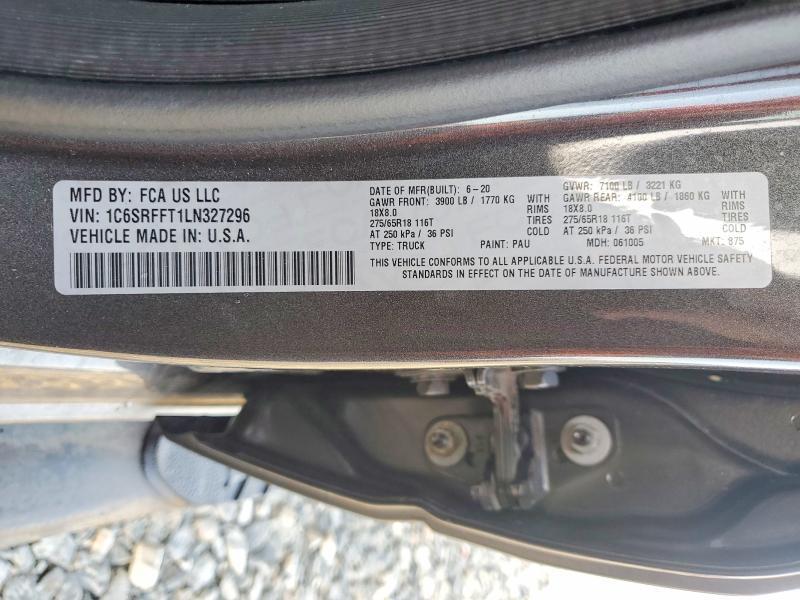 MFD BY: FCA US LLC
VIN: 1C6SRFFT1LN327296
VEHICLE MADE IN: U.S.A.
DATE OF MFR(BUILT): 6-20 GVWR: 7100 LB / 3221 KG
GAWR FRONT: 3900 LB / 1770 KG WITH GAWR REAR: 4100 LB / 1860 KG WITH
18X8.0 RIMS 18X8.0 RIMS
275/65R18 116T TIRES 275/65R18 116T TIRES
AT 250 kPa / 36 PSI COLD AT 250 kPa / 36 PSI COLD
TYPE: TRUCK PAINT: PAU MDH: 061005 MKT: 875
THIS VEHICLE CONFORMS TO ALL APPLICABLE U.S.A. FEDERAL MOTOR VEHICLE SAFETY
STANDARDS IN EFFECT ON THE DATE OF MANUFACTURE SHOWN ABOVE.